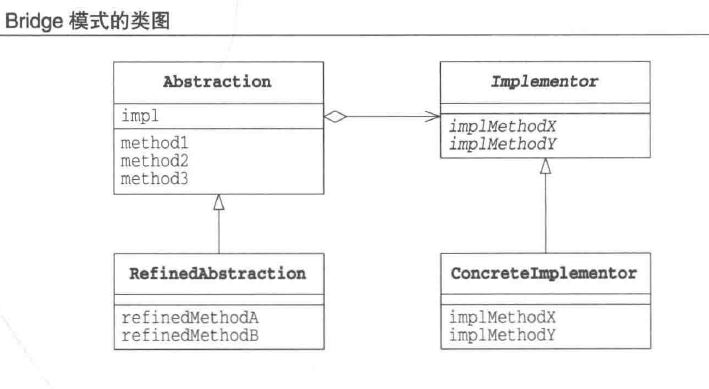 Bridge 模式的类图
Abstraction
impl
method1
method2
method3
Implementor
implMethodX
implMethodY
RefinedAbstraction
refinedMethodA
refinedMethodB
ConcreteImplementor
implMethodX
implMethodY